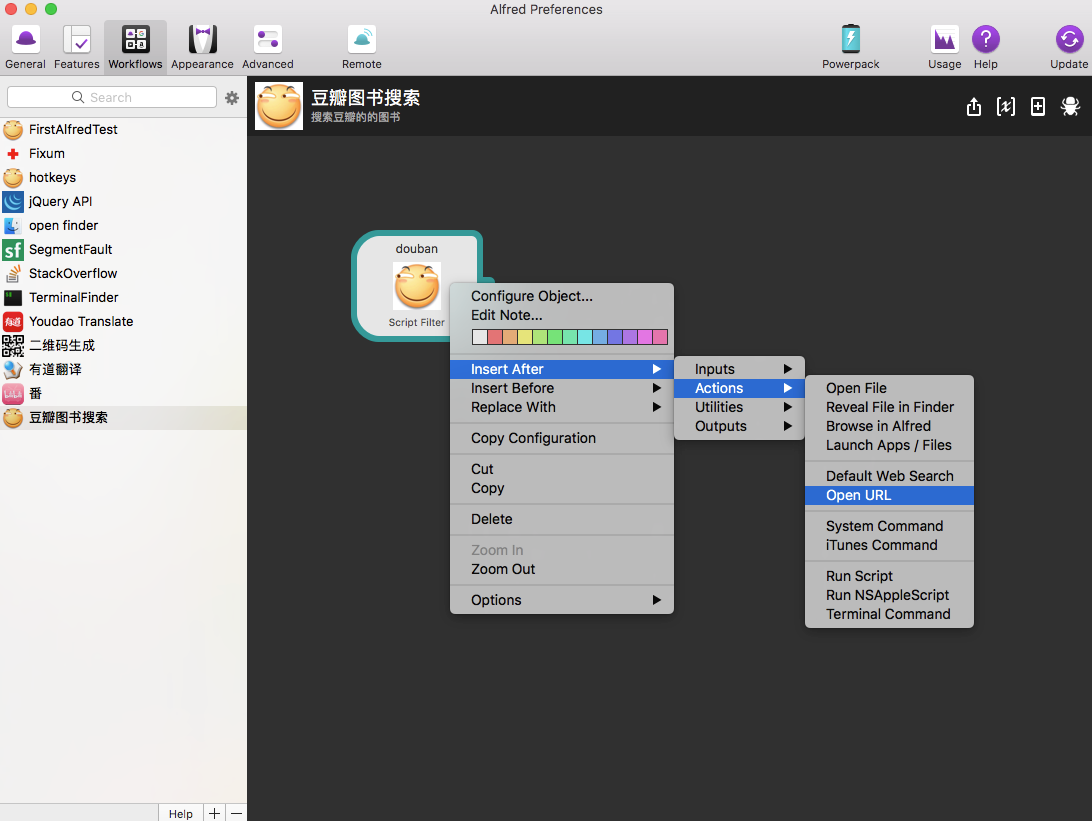 Alfred Preferences
General
Features
Workflows
Appearance
Advanced
Remote
Powerpack
Usage
Help
Update
Search
豆瓣图书搜索
搜索豆瓣的的图书
FirstAlfredTest
Fixum
hotkeys
jQuery API
open finder
sf SegmentFault
StackOverflow
TerminalFinder
有道 Youdao Translate
二维码生成
有道翻译
番
豆瓣图书搜索
douban
Script Filter
Configure Object...
Edit Note...
Insert After
Insert Before
Replace With
Copy Configuration
Cut
Copy
Delete
Zoom In
Zoom Out
Options
Inputs
Actions
Utilities
Outputs
Open File
Reveal File in Finder
Browse in Alfred
Launch Apps / Files
Default Web Search
Open URL
System Command
iTunes Command
Run Script
Run NSAppleScript
Terminal Command
Help